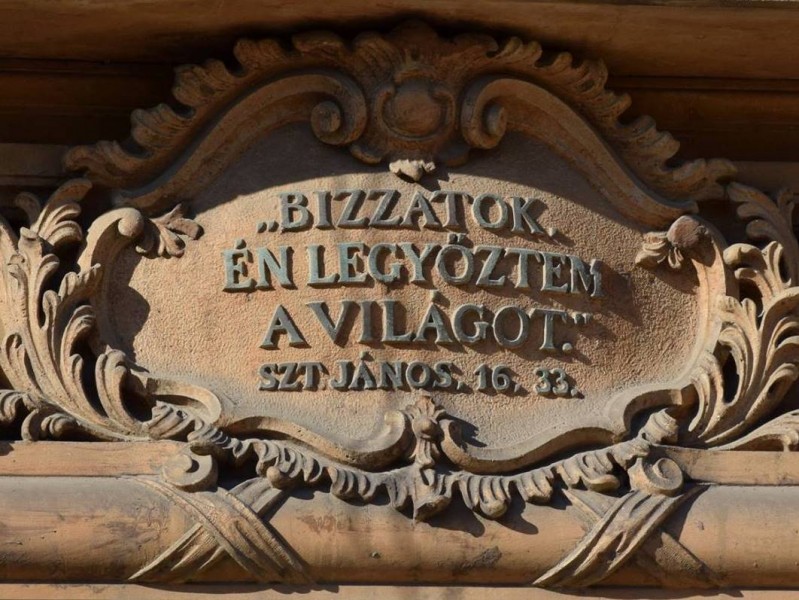 „BIZZATOK,
ÉN LEGYŐZTEM
A VILÁGOT.”
SZT. JÁNOS, 16, 33.